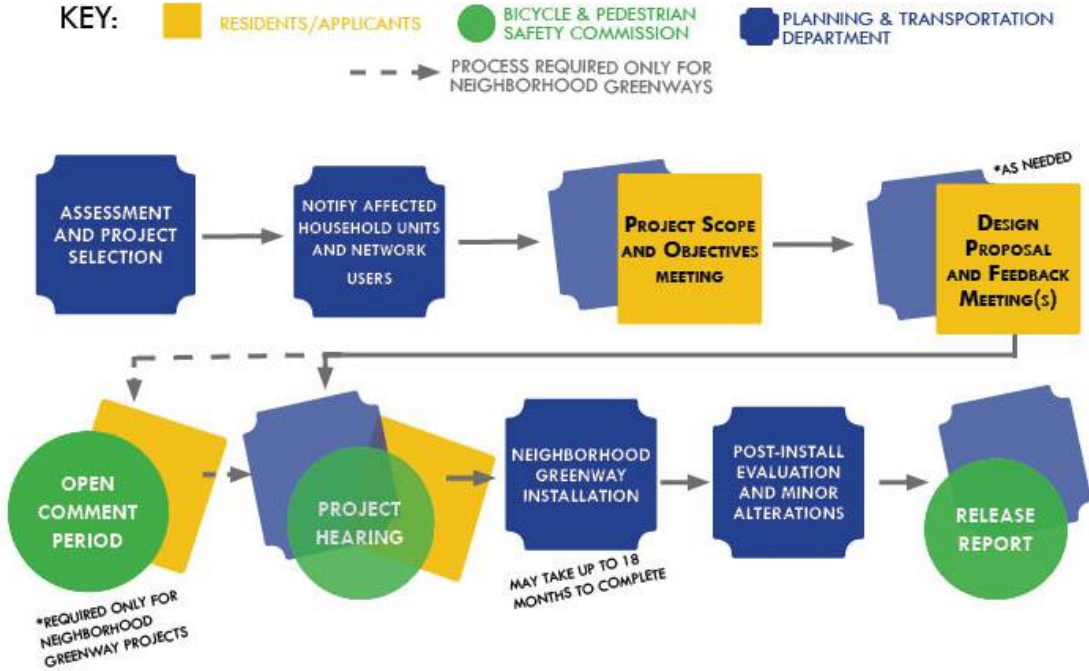 KEY:
RESIDENTS/APPLICANTS
BICYCLE & PEDESTRIAN
SAFETY COMMISSION
PLANNING & TRANSPORTATION
DEPARTMENT
PROCESS REQUIRED ONLY FOR
NEIGHBORHOOD GREENWAYS
ASSESSMENT
AND PROJECT
SELECTION
NOTIFY AFFECTED
HOUSEHOLD UNITS
AND NETWORK
USERS
PROJECT SCOPE
AND OBJECTIVES
MEETING
*AS NEEDED
DESIGN
PROPOSAL
AND FEEDBACK
MEETING(S)
OPEN
COMMENT
PERIOD
*REQUIRED ONLY FOR
NEIGHBORHOOD
GREENWAY PROJECTS
PROJECT
HEARING
NEIGHBORHOOD
GREENWAY
INSTALLATION
MAY TAKE UP TO 18
MONTHS TO COMPLETE
POST-INSTALL
EVALUATION
AND MINOR
ALTERATIONS
RELEASE
REPORT